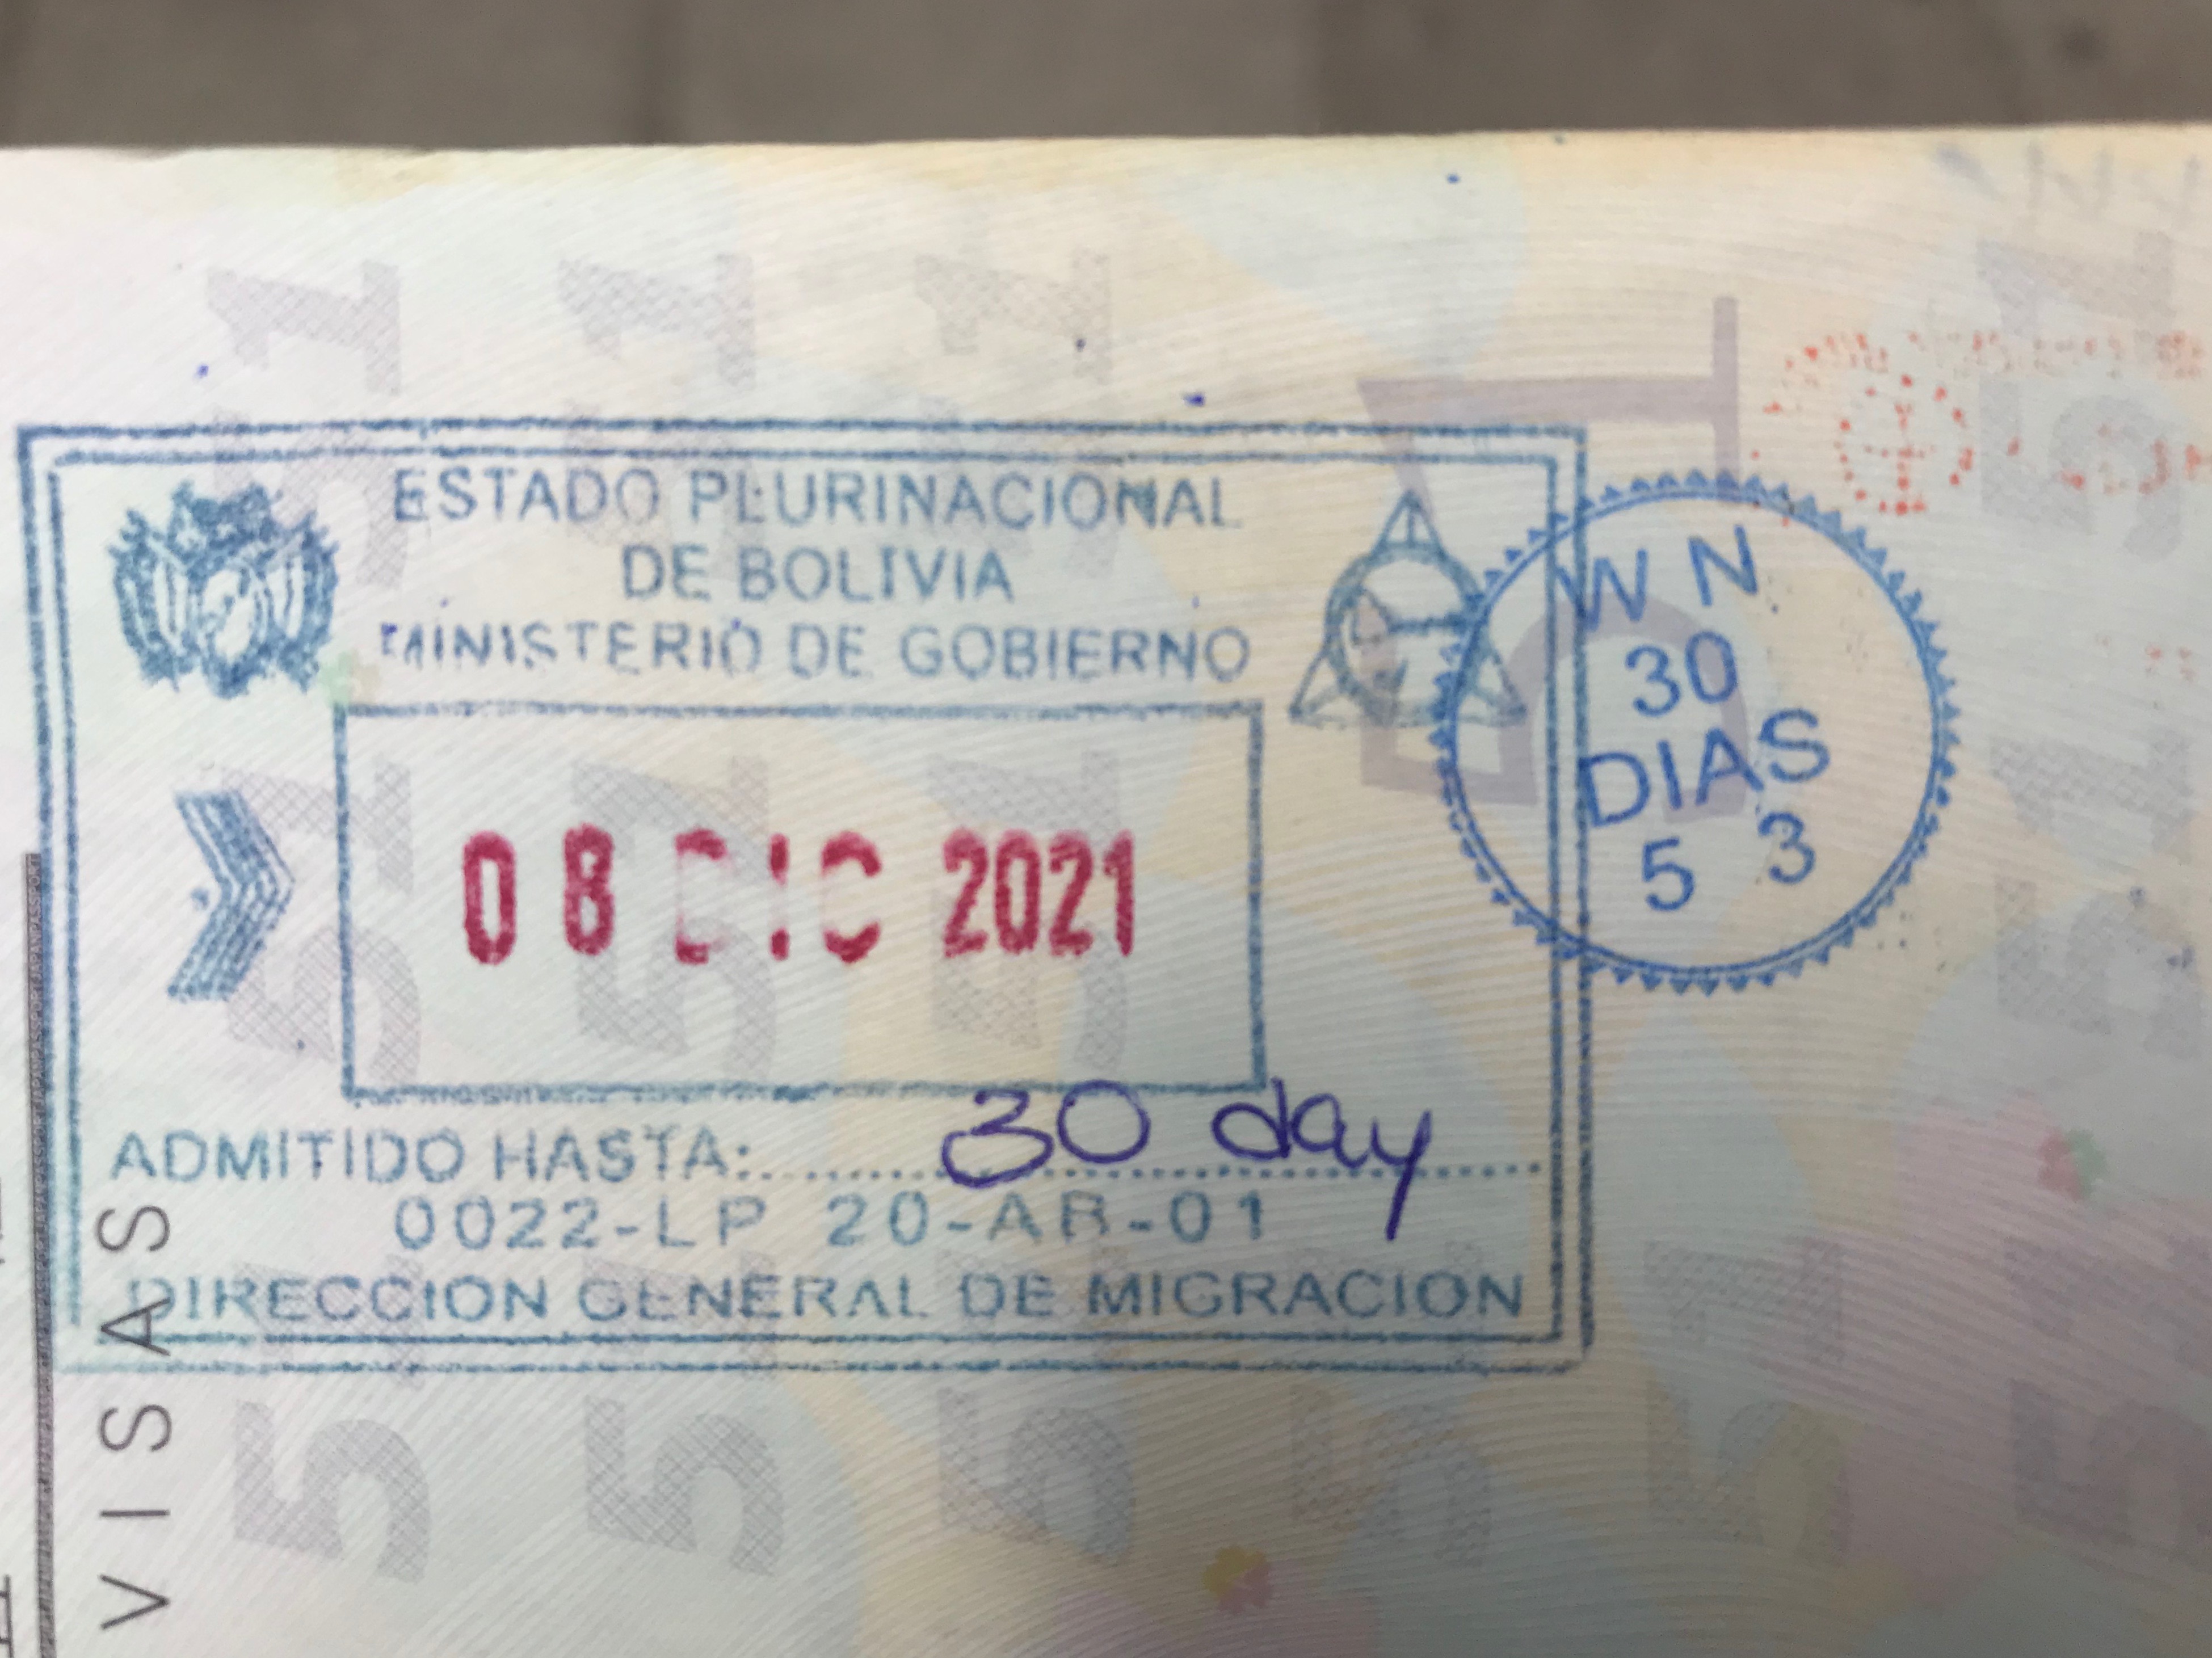 ESTADO PLURINACIONAL
DE BOLIVIA
MINISTERIO DE GOBIERNO
08 DIC 2021
ADMITIDO HASTA: 30 day
0022-LP 20-AR-01
DIRECCION GENERAL DE MIGRACION
W N
30
DIAS
5 3
VISAS
51